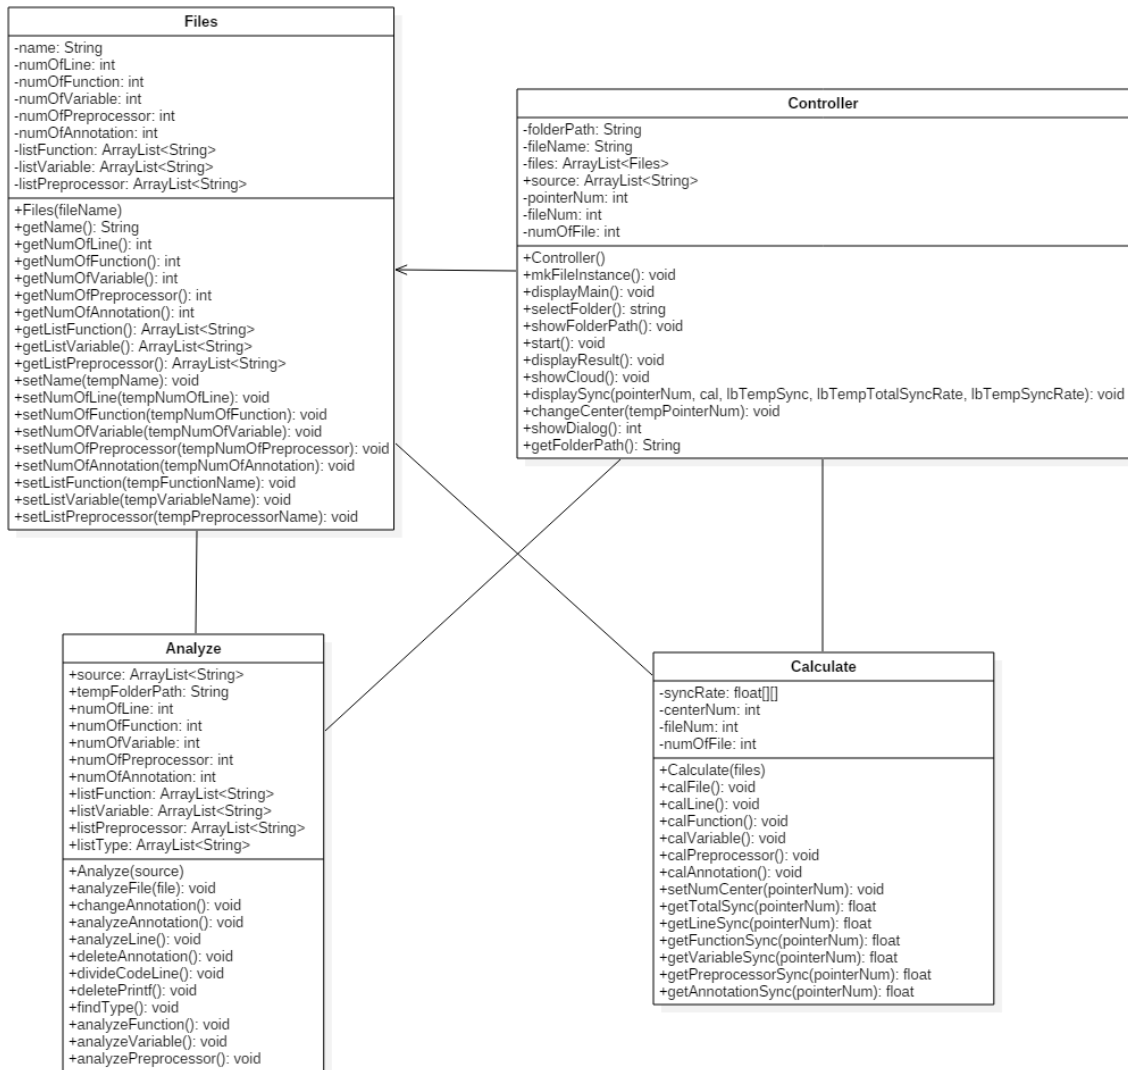 Files
-name: String
-numOfLine: int
-numOfFunction: int
-numOfVariable: int
-numOfPreprocessor: int
-numOfAnnotation: int
-listFunction: ArrayList<String>
-listVariable: ArrayList<String>
-listPreprocessor: ArrayList<String>
+Files(fileName)
+getName(): String
+getNumOfLine(): int
+getNumOfFunction(): int
+getNumOfVariable(): int
+getNumOfPreprocessor(): int
+getNumOfAnnotation(): int
+getListFunction(): ArrayList<String>
+getListVariable(): ArrayList<String>
+getListPreprocessor(): ArrayList<String>
+setName(tempName): void
+setNumOfLine(tempNumOfLine): void
+setNumOfFunction(tempNumOfFunction): void
+setNumOfVariable(tempNumOfVariable): void
+setNumOfPreprocessor(tempNumOfPreprocessor): void
+setNumOfAnnotation(tempNumOfAnnotation): void
+setListFunction(tempFunctionName): void
+setListVariable(tempVariableName): void
+setListPreprocessor(tempPreprocessorName): void
Controller
-folderPath: String
-fileName: String
-files: ArrayList<Files>
+source: ArrayList<String>
-pointerNum: int
-fileNum: int
-numOfFile: int
+Controller()
+mkFileInstance(): void
+displayMain(): void
+selectFolder(): string
+showFolderPath(): void
+start(): void
+displayResult(): void
+showCloud(): void
+displaySync(pointerNum, cal, lbTempSync, lbTempTotalSyncRate, lbTempSyncRate): void
+changeCenter(tempPointerNum): void
+showDialog(): int
+getFolderPath(): String
Analyze
+source: ArrayList<String>
+tempFolderPath: String
+numOfLine: int
+numOfFunction: int
+numOfVariable: int
+numOfPreprocessor: int
+numOfAnnotation: int
+listFunction: ArrayList<String>
+listVariable: ArrayList<String>
+listPreprocessor: ArrayList<String>
+listType: ArrayList<String>
+Analyze(source)
+analyzeFile(file): void
+changeAnnotation(): void
+analyzeAnnotation(): void
+analyzeLine(): void
+deleteAnnotation(): void
+divideCodeLine(): void
+deletePrintf(): void
+findType(): void
+analyzeFunction(): void
+analyzeVariable(): void
+analyzePreprocessor(): void
Calculate
-syncRate: float[][]
-centerNum: int
-fileNum: int
-numOfFile: int
+Calculate(files)
+calFile(): void
+calLine(): void
+calFunction(): void
+calVariable(): void
+calPreprocessor(): void
+calAnnotation(): void
+setNumCenter(pointerNum): void
+getTotalSync(pointerNum): float
+getLineSync(pointerNum): float
+getFunctionSync(pointerNum): float
+getVariableSync(pointerNum): float
+getPreprocessorSync(pointerNum): float
+getAnnotationSync(pointerNum): float